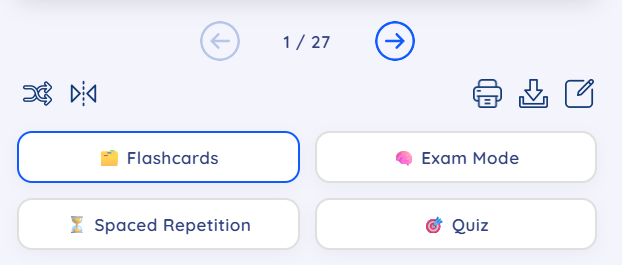 1 / 27
Flashcards
Exam Mode
Spaced Repetition
Quiz